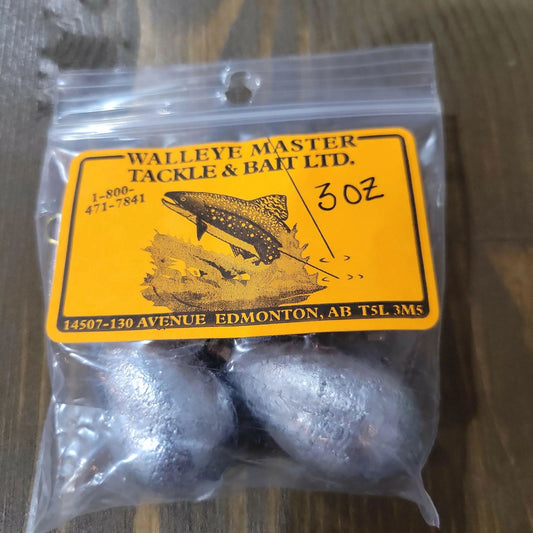 WALLEYE MASTER
TACKLE & BAIT LTD.
1-800-
471-7841
3 OZ
14507-130 AVENUE EDMONTON, AB T5L 3M5